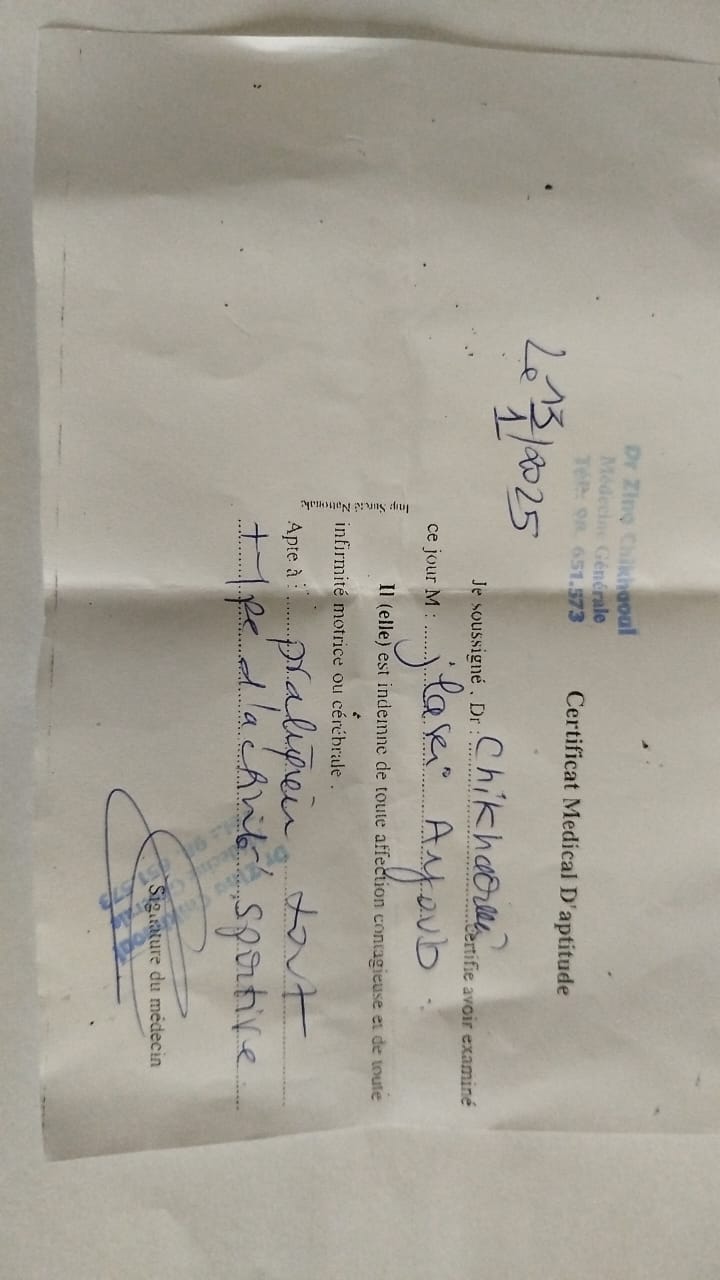 Dr Zina Chikhaoui
Médecine Générale
Tél: 98 651.573
Certificat Medical D'aptitude
Le 13/1/2025
Je soussigné . Dr : Chikhaoui certifie avoir examiné
ce jour M : Jlasi Ayoub .
Il (elle) est indemne de toute affection contagieuse et de toute
infirmité motrice ou cérébrale .
Apte à : pratiquer tout
type d'activité sportive
Signature du médecin